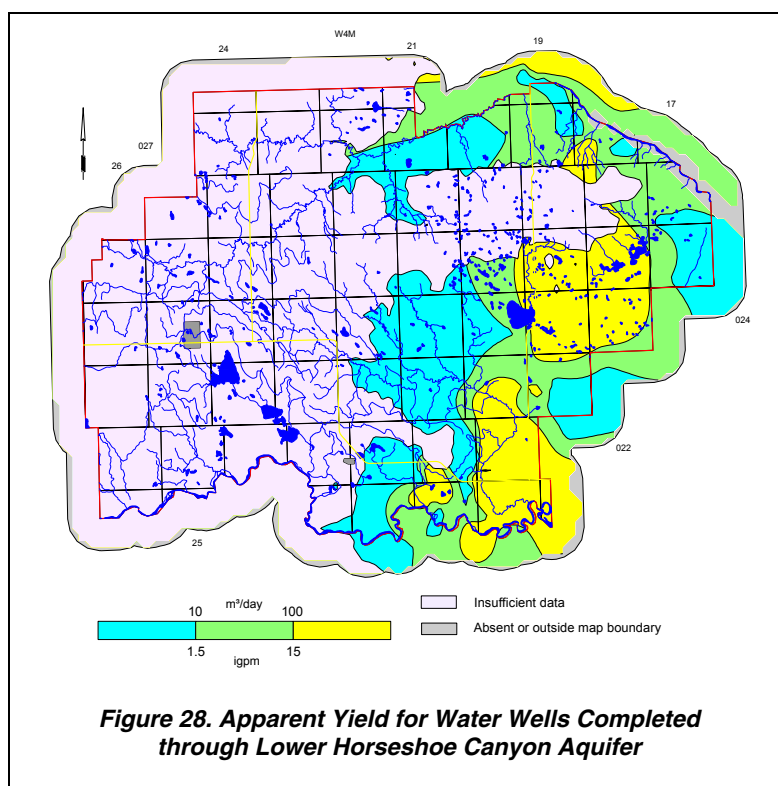 W4M
24
21
19
17
027
26
024
022
25
10 m³/day 100
1.5 igpm 15
Insufficient data
Absent or outside map boundary
Figure 28. Apparent Yield for Water Wells Completed
through Lower Horseshoe Canyon Aquifer